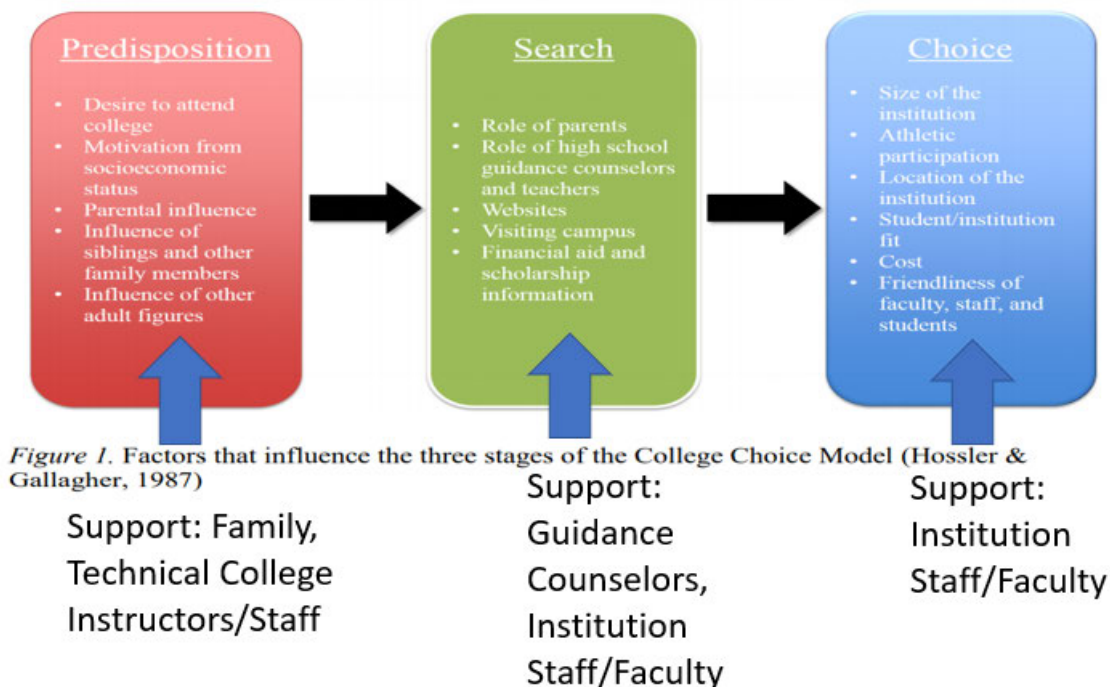 Predisposition
• Desire to attend
college
• Motivation from
socioeconomic
status
• Parental influence
• Influence of
siblings and other
family members
• Influence of other
adult figures
Search
• Role of parents
• Role of high school
guidance counselors
and teachers
• Websites
• Visiting campus
• Financial aid and
scholarship
information
Choice
• Size of the
institution
• Athletic
participation
• Location of the
institution
• Student/institution
fit
• Cost
• Friendliness of
faculty, staff, and
students
Figure 1. Factors that influence the three stages of the College Choice Model (Hossler &
Gallagher, 1987)
Support: Family,
Technical College
Instructors/Staff
Support:
Guidance
Counselors,
Institution
Staff/Faculty
Support:
Institution
Staff/Faculty